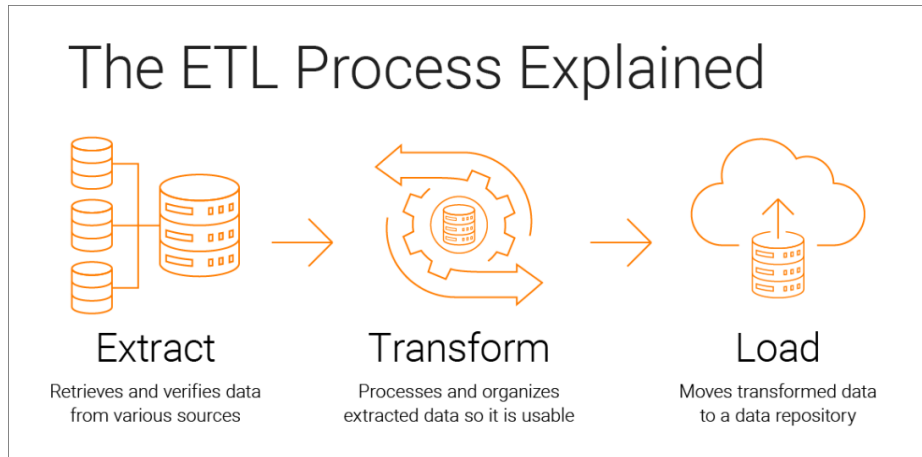 The ETL Process Explained
Extract
Retrieves and verifies data
from various sources
Transform
Processes and organizes
extracted data so it is usable
Load
Moves transformed data
to a data repository